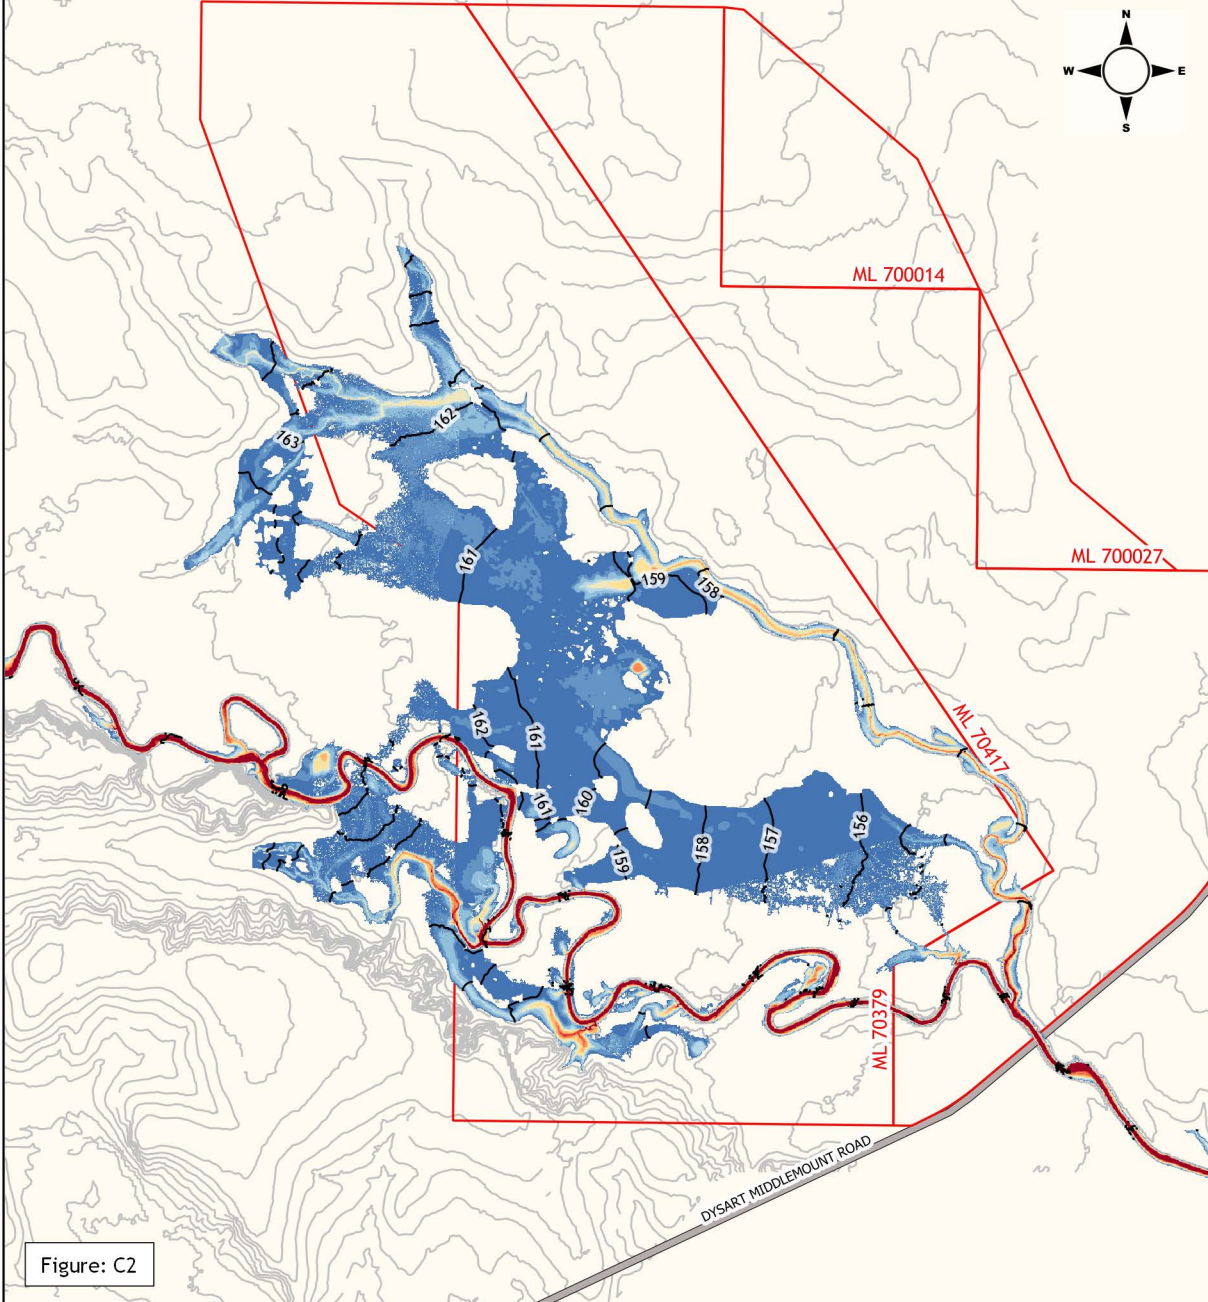 N
W E
S
ML 700014
162
163
161
ML 700027
159
158
ML 70417
162
161
161
160
159
158
157
156
ML 70379
DYSART MIDDLEMOUNT ROAD
Figure: C2